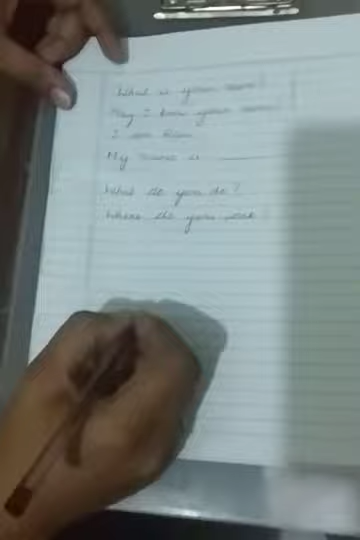 What is your name
May I know your name
I am Ram
My name is
What do you do?
Where do you work